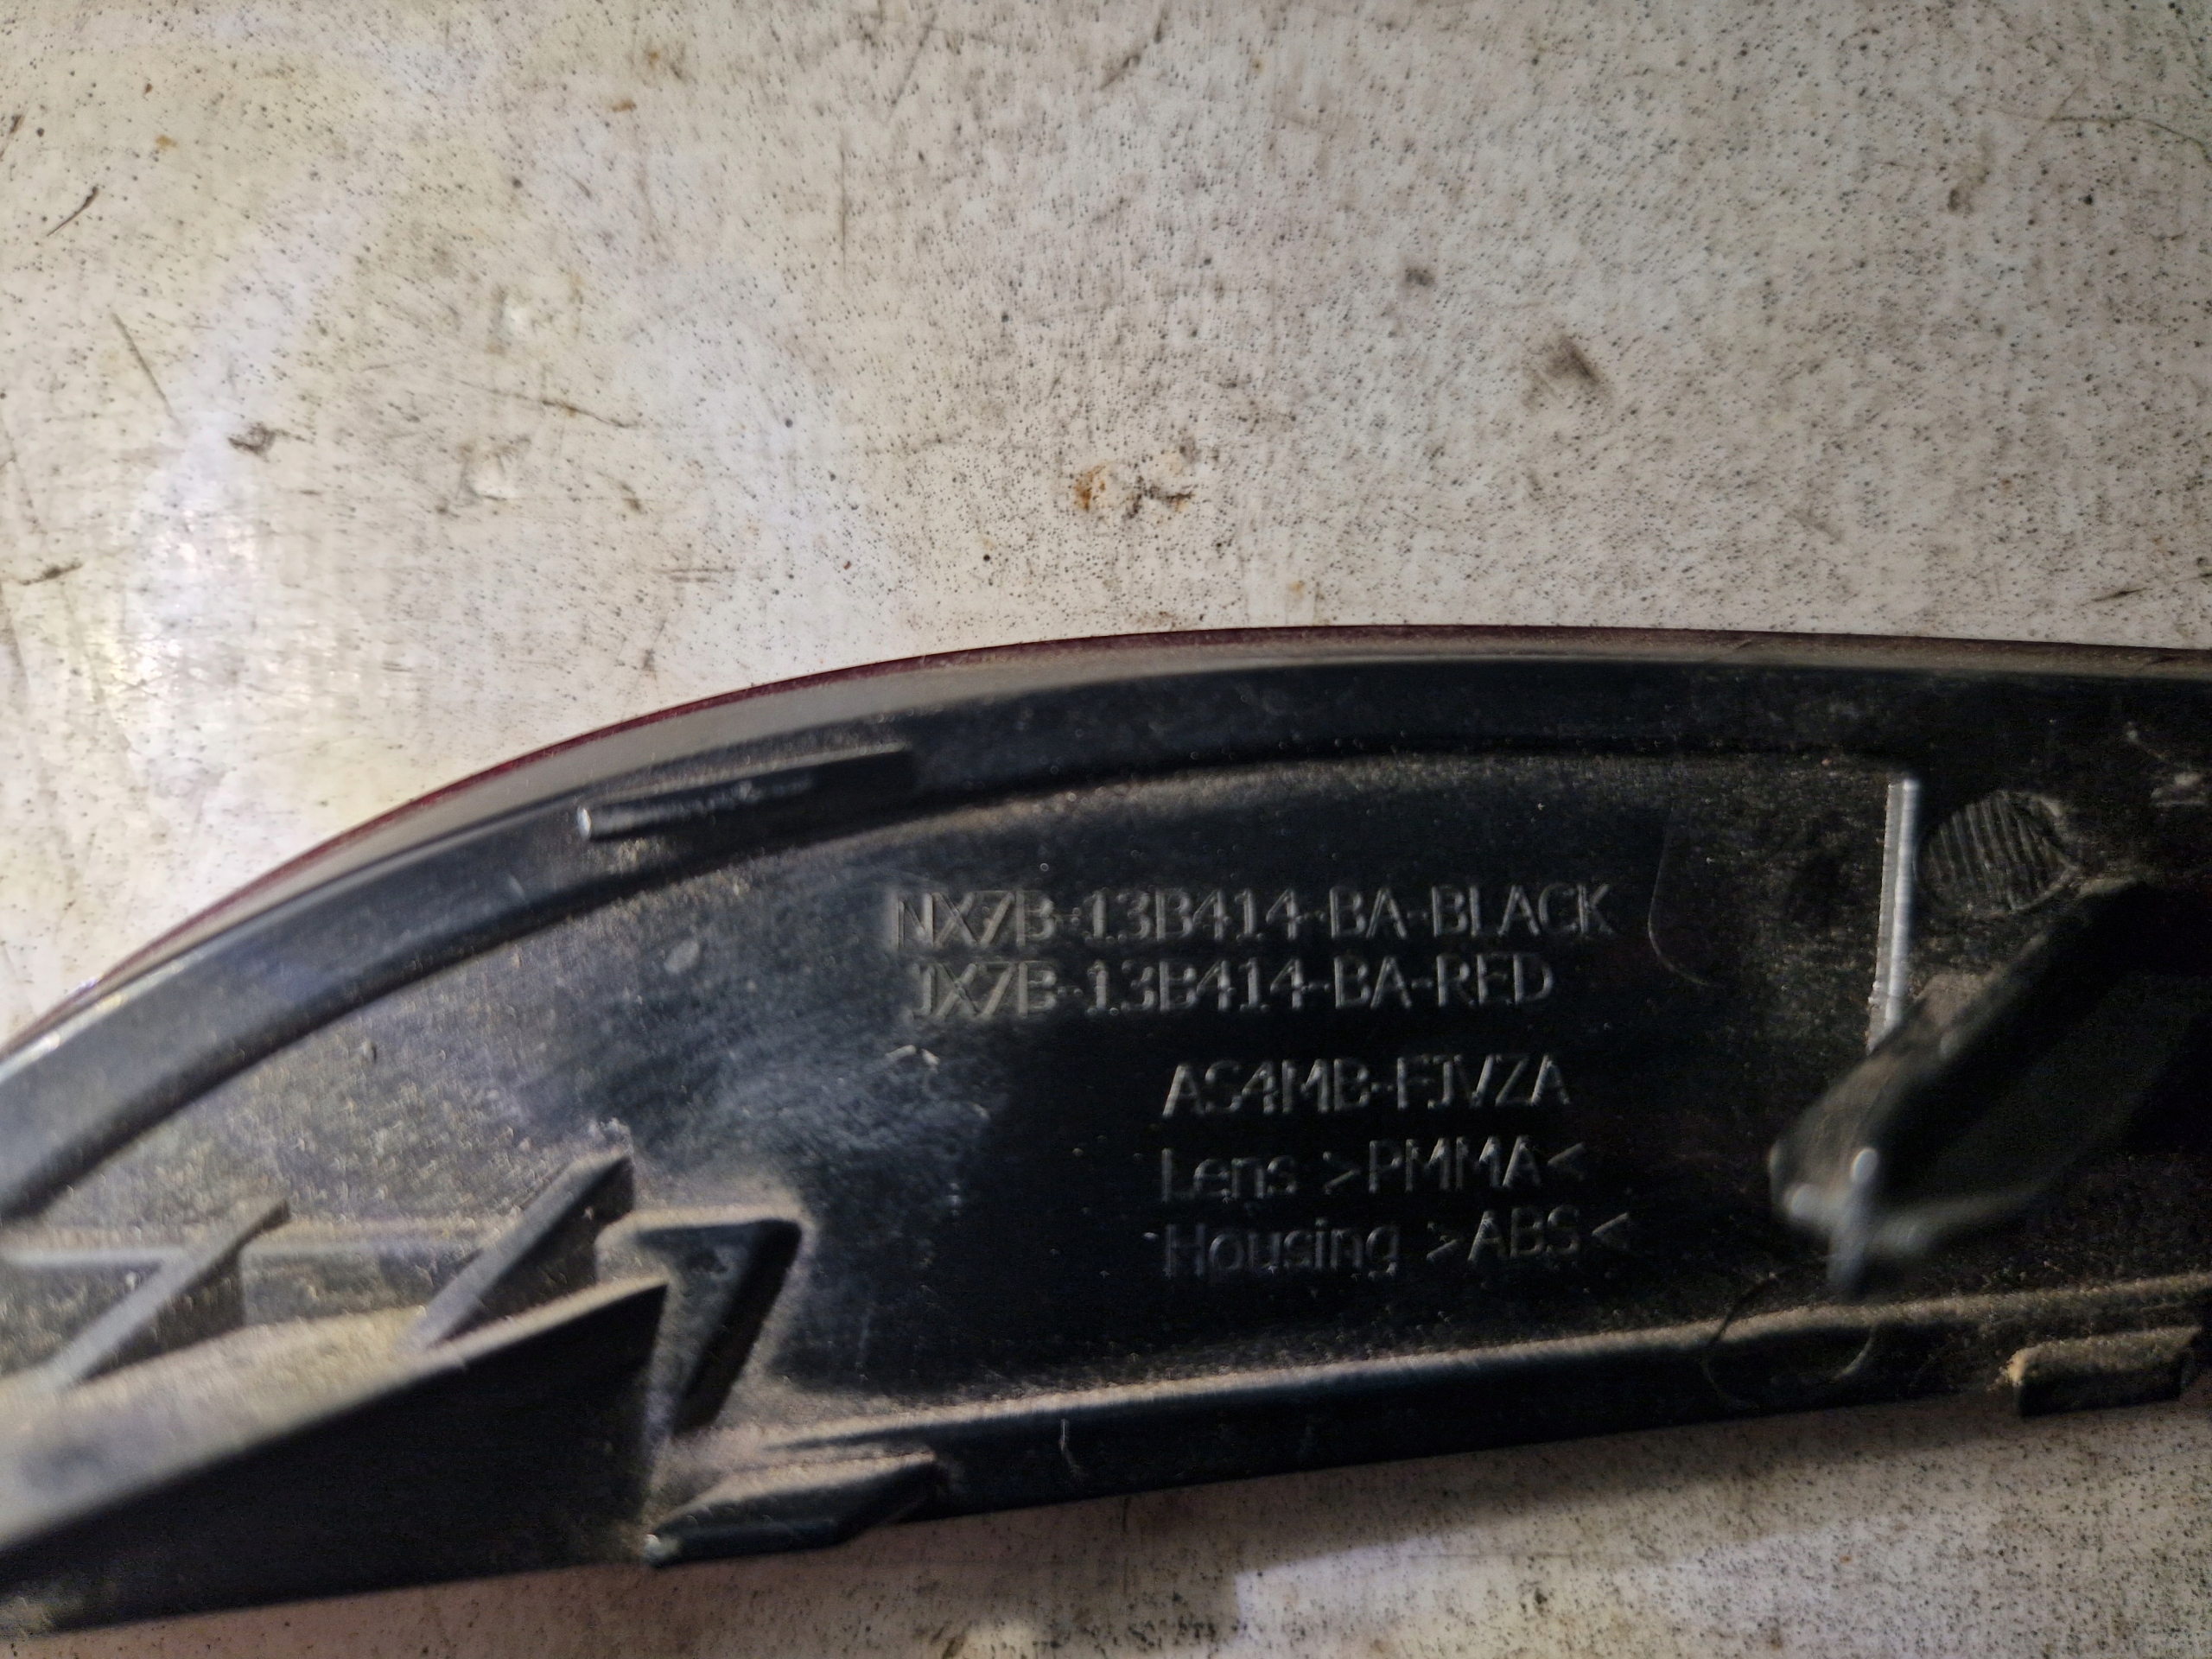 NX7B-13B414-BA-BLACK
JX7B-13B414-BA-RED
AS4MB-FJVZA
Lens >PMMA<
Housing >ABS<